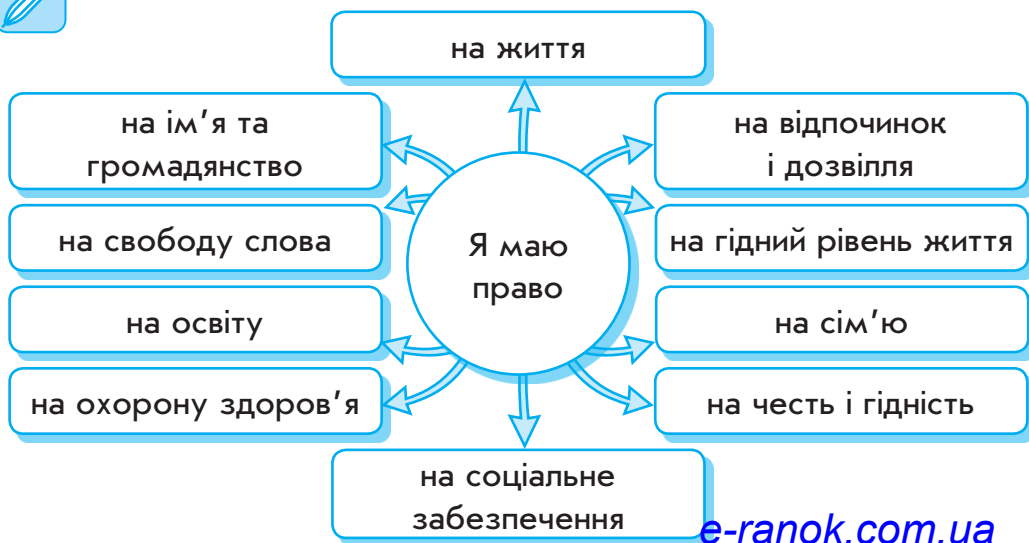 на життя
на ім'я та
громадянство
на свободу слова
на освіту
на охорону здоров'я
Я маю
право
на відпочинок
і дозвілля
на гідний рівень життя
на сім'ю
на честь і гідність
на соціальне
забезпечення
e-ranok.com.ua